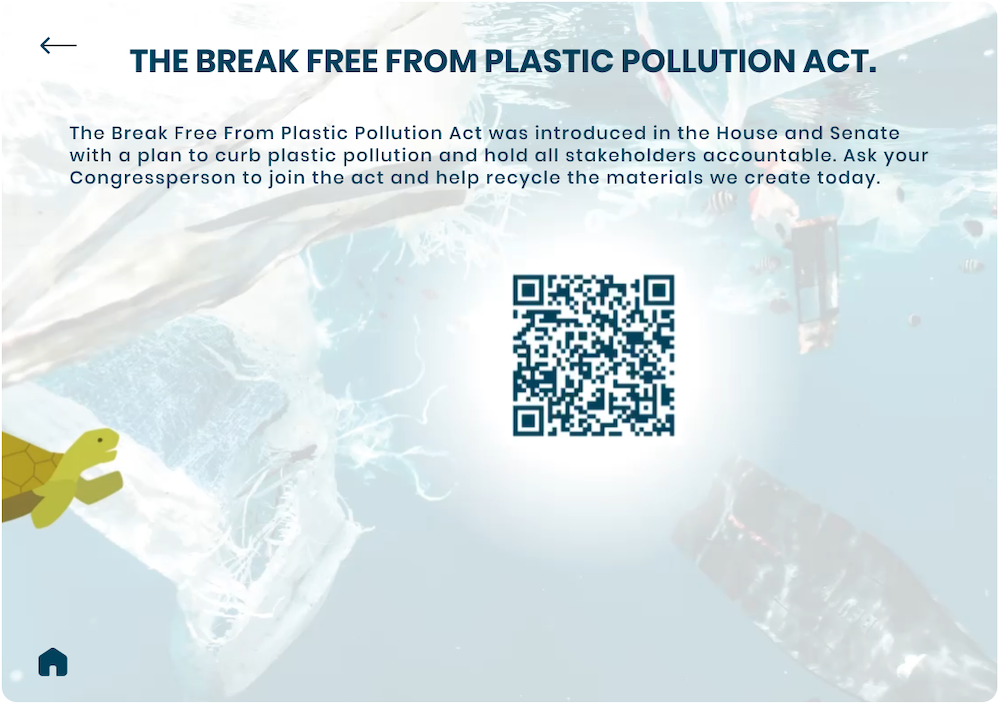 THE BREAK FREE FROM PLASTIC POLLUTION ACT.
The Break Free From Plastic Pollution Act was introduced in the House and Senate
with a plan to curb plastic pollution and hold all stakeholders accountable. Ask your
Congressperson to join the act and help recycle the materials we create today.